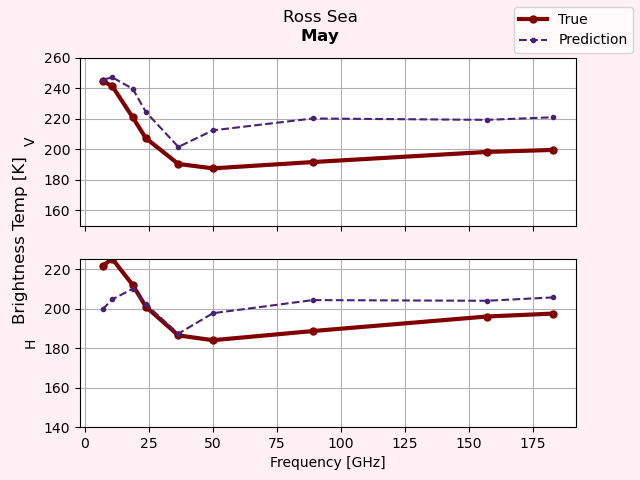 Ross Sea
May
True
Prediction
260
240
220
200
180
160
V
Brightness Temp [K]
220
200
180
160
140
H
0 25 50 75 100 125 150 175
Frequency [GHz]